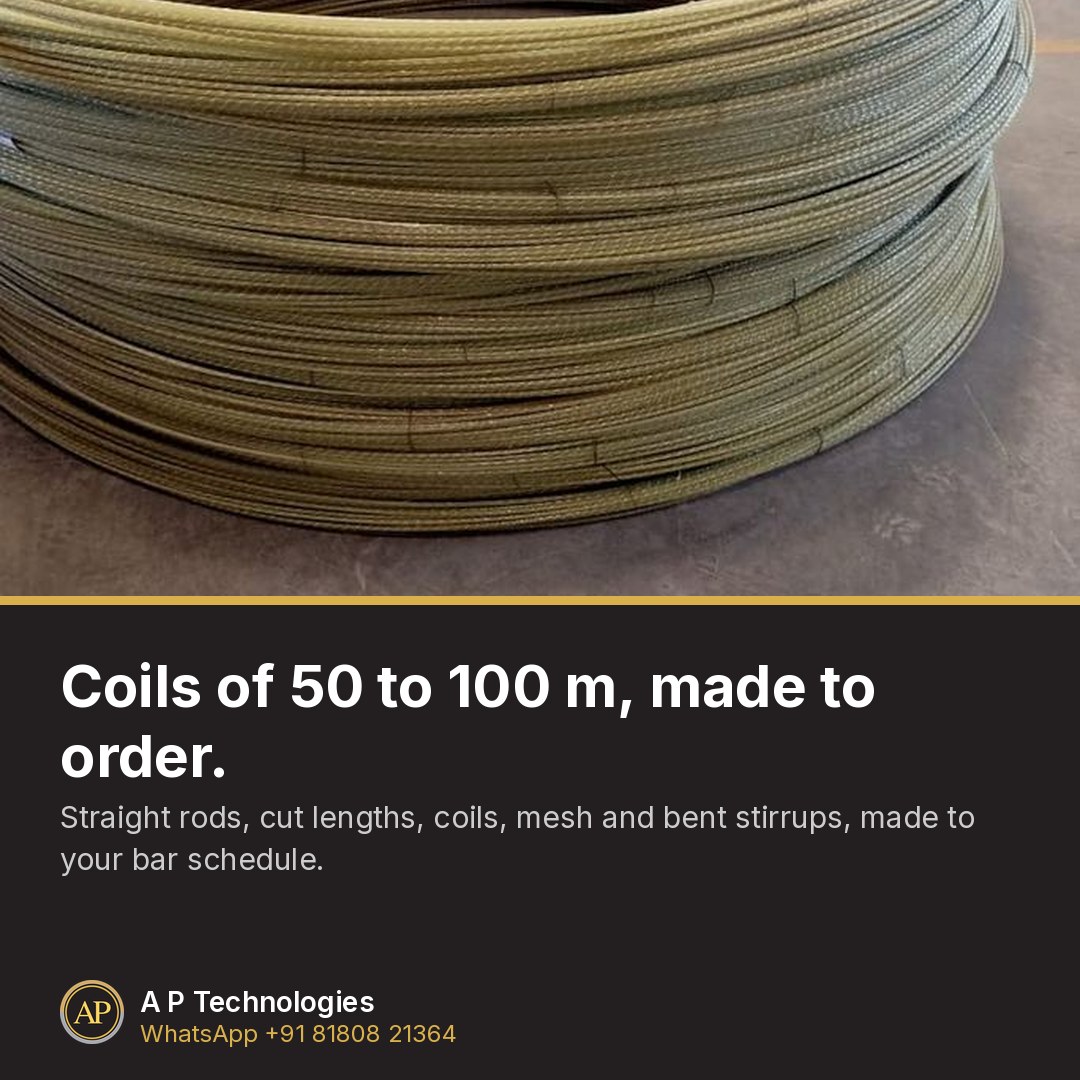 Coils of 50 to 100 m, made to
order.
Straight rods, cut lengths, coils, mesh and bent stirrups, made to
your bar schedule.
AP
A P Technologies
WhatsApp +91 81808 21364